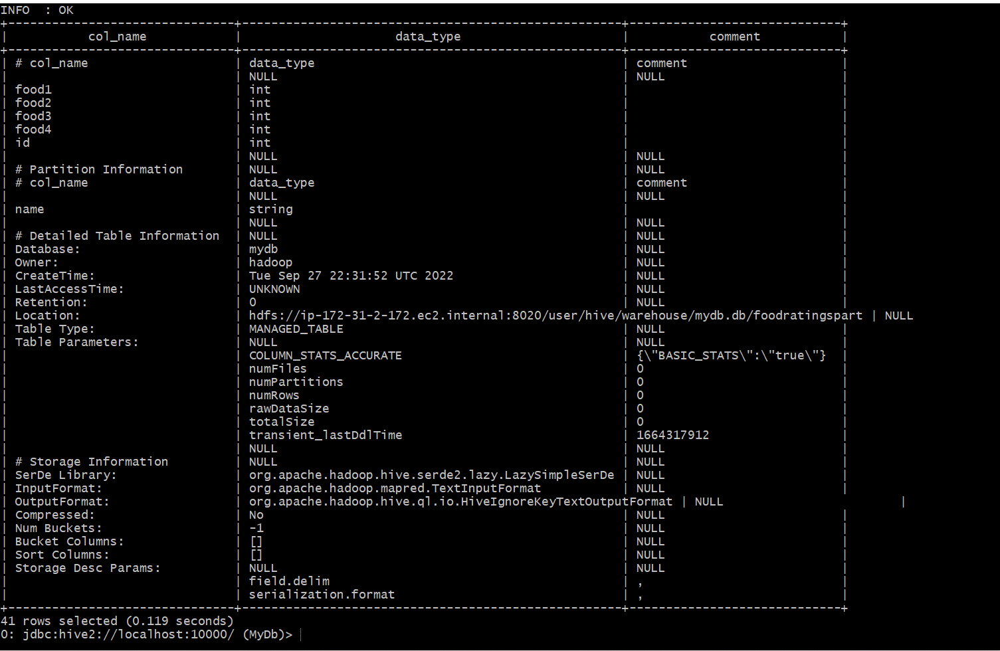 INFO  : OK
+-------------------------------+----------------------------------------------------+-----------------------------+
|           col_name            |                     data_type                      |           comment           |
+-------------------------------+----------------------------------------------------+-----------------------------+
| # col_name                    | data_type                                          | comment                     |
|                               | NULL                                               | NULL                        |
| food1                         | int                                                |                             |
| food2                         | int                                                |                             |
| food3                         | int                                                |                             |
| food4                         | int                                                |                             |
| id                            | int                                                |                             |
|                               | NULL                                               | NULL                        |
| # Partition Information       | NULL                                               | NULL                        |
| # col_name                    | data_type                                          | comment                     |
|                               | NULL                                               | NULL                        |
| name                          | string                                             |                             |
|                               | NULL                                               | NULL                        |
| # Detailed Table Information  | NULL                                               | NULL                        |
| Database:                     | mydb                                               | NULL                        |
| Owner:                        | hadoop                                             | NULL                        |
| CreateTime:                   | Tue Sep 27 22:31:52 UTC 2022                       | NULL                        |
| LastAccessTime:               | UNKNOWN                                            | NULL                        |
| Retention:                    | 0                                                  | NULL                        |
| Location:                     | hdfs://ip-172-31-2-172.ec2.internal:8020/user/hive/warehouse/mydb.db/foodratingspart | NULL
| Table Type:                   | MANAGED_TABLE                                      | NULL                        |
| Table Parameters:             | NULL                                               | NULL                        |
|                               | COLUMN_STATS_ACCURATE                              | {\"BASIC_STATS\":\"true\"}  |
|                               | numFiles                                           | 0                           |
|                               | numPartitions                                      | 0                           |
|                               | numRows                                            | 0                           |
|                               | rawDataSize                                        | 0                           |
|                               | totalSize                                          | 0                           |
|                               | transient_lastDdlTime                              | 1664317912                  |
|                               | NULL                                               | NULL                        |
| # Storage Information         | NULL                                               | NULL                        |
| SerDe Library:                | org.apache.hadoop.hive.serde2.lazy.LazySimpleSerDe | NULL                        |
| InputFormat:                  | org.apache.hadoop.mapred.TextInputFormat           | NULL                        |
| OutputFormat:                 | org.apache.hadoop.hive.ql.io.HiveIgnoreKeyTextOutputFormat | NULL                        |
| Compressed:                   | No                                                 | NULL                        |
| Num Buckets:                  | -1                                                 | NULL                        |
| Bucket Columns:               | []                                                 | NULL                        |
| Sort Columns:                 | []                                                 | NULL                        |
| Storage Desc Params:          | NULL                                               | NULL                        |
|                               | field.delim                                        | ,                           |
|                               | serialization.format                               | ,                           |
+-------------------------------+----------------------------------------------------+-----------------------------+
41 rows selected (0.119 seconds)
0: jdbc:hive2://localhost:10000/ (MyDb)>